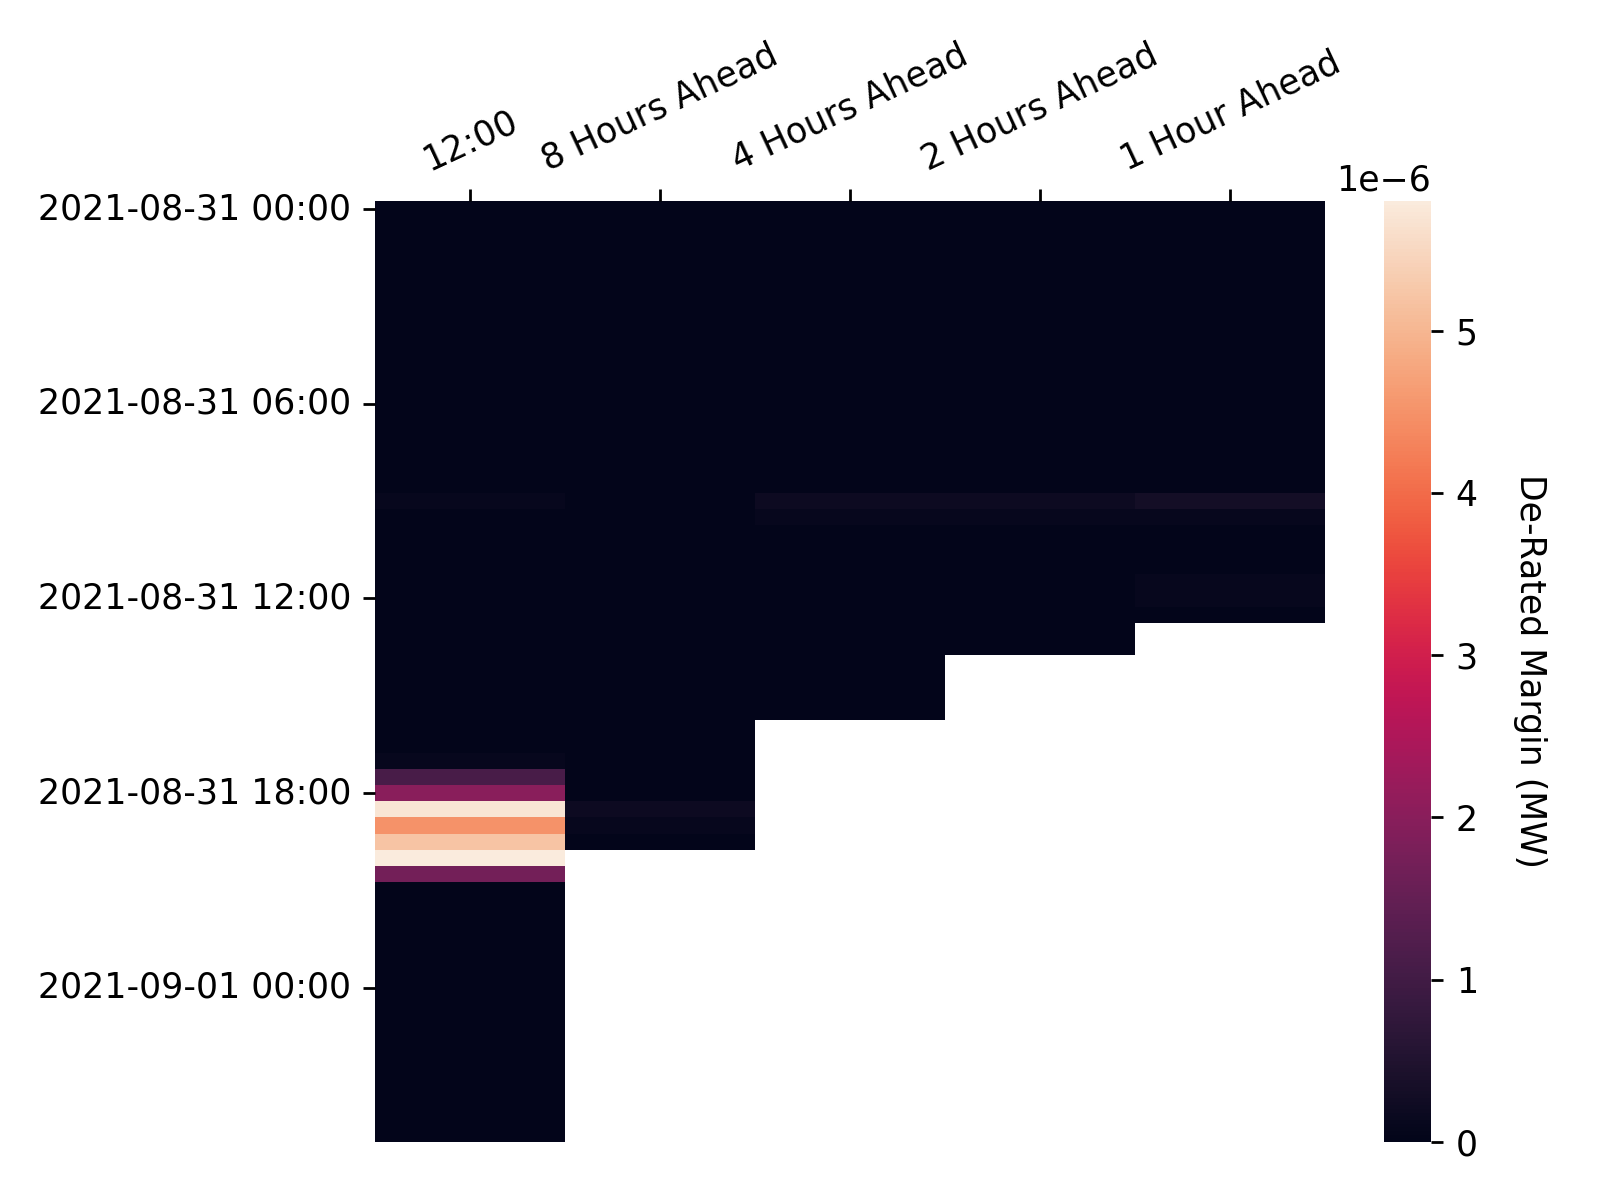 12:00
8 Hours Ahead
4 Hours Ahead
2 Hours Ahead
1 Hour Ahead
1e−6
2021-08-31 00:00
2021-08-31 06:00
2021-08-31 12:00
2021-08-31 18:00
2021-09-01 00:00
5
4
3
2
1
0
De-Rated Margin (MW)